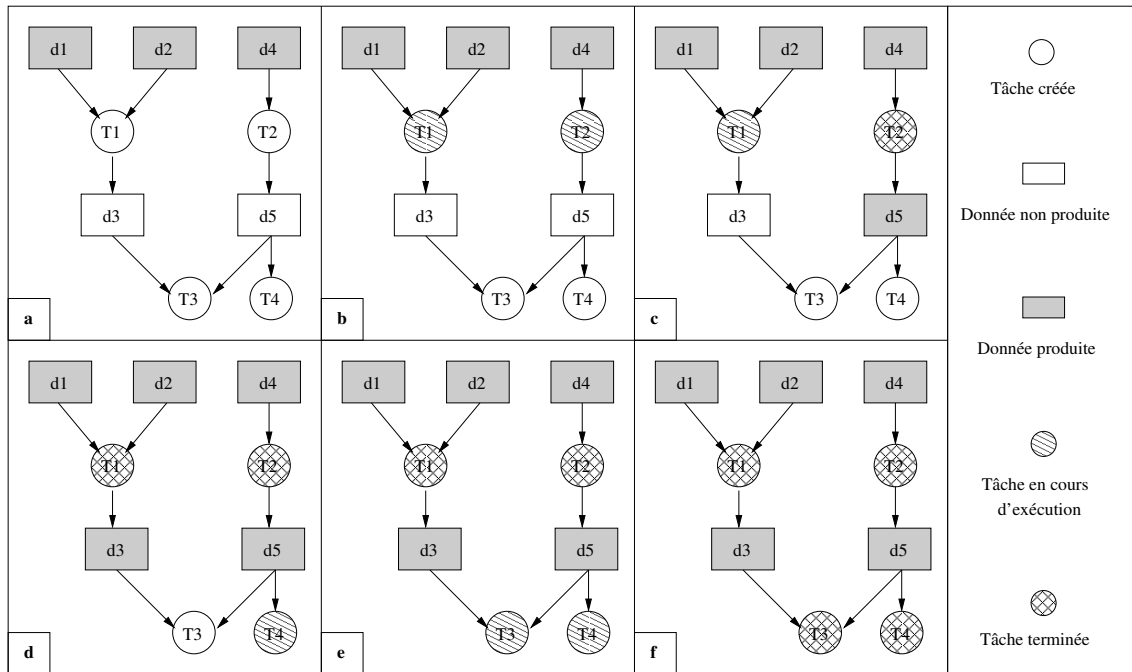 d1 d2 d4
T1 T2
d3 d5
T3 T4
a
d1 d2 d4
T1 T2
d3 d5
T3 T4
b
d1 d2 d4
T1 T2
d3 d5
T3 T4
c
d1 d2 d4
T1 T2
d3 d5
T3 T4
d
d1 d2 d4
T1 T2
d3 d5
T3 T4
e
d1 d2 d4
T1 T2
d3 d5
T3 T4
f
Tâche créée
Donnée non produite
Donnée produite
Tâche en cours
d'exécution
Tâche terminée